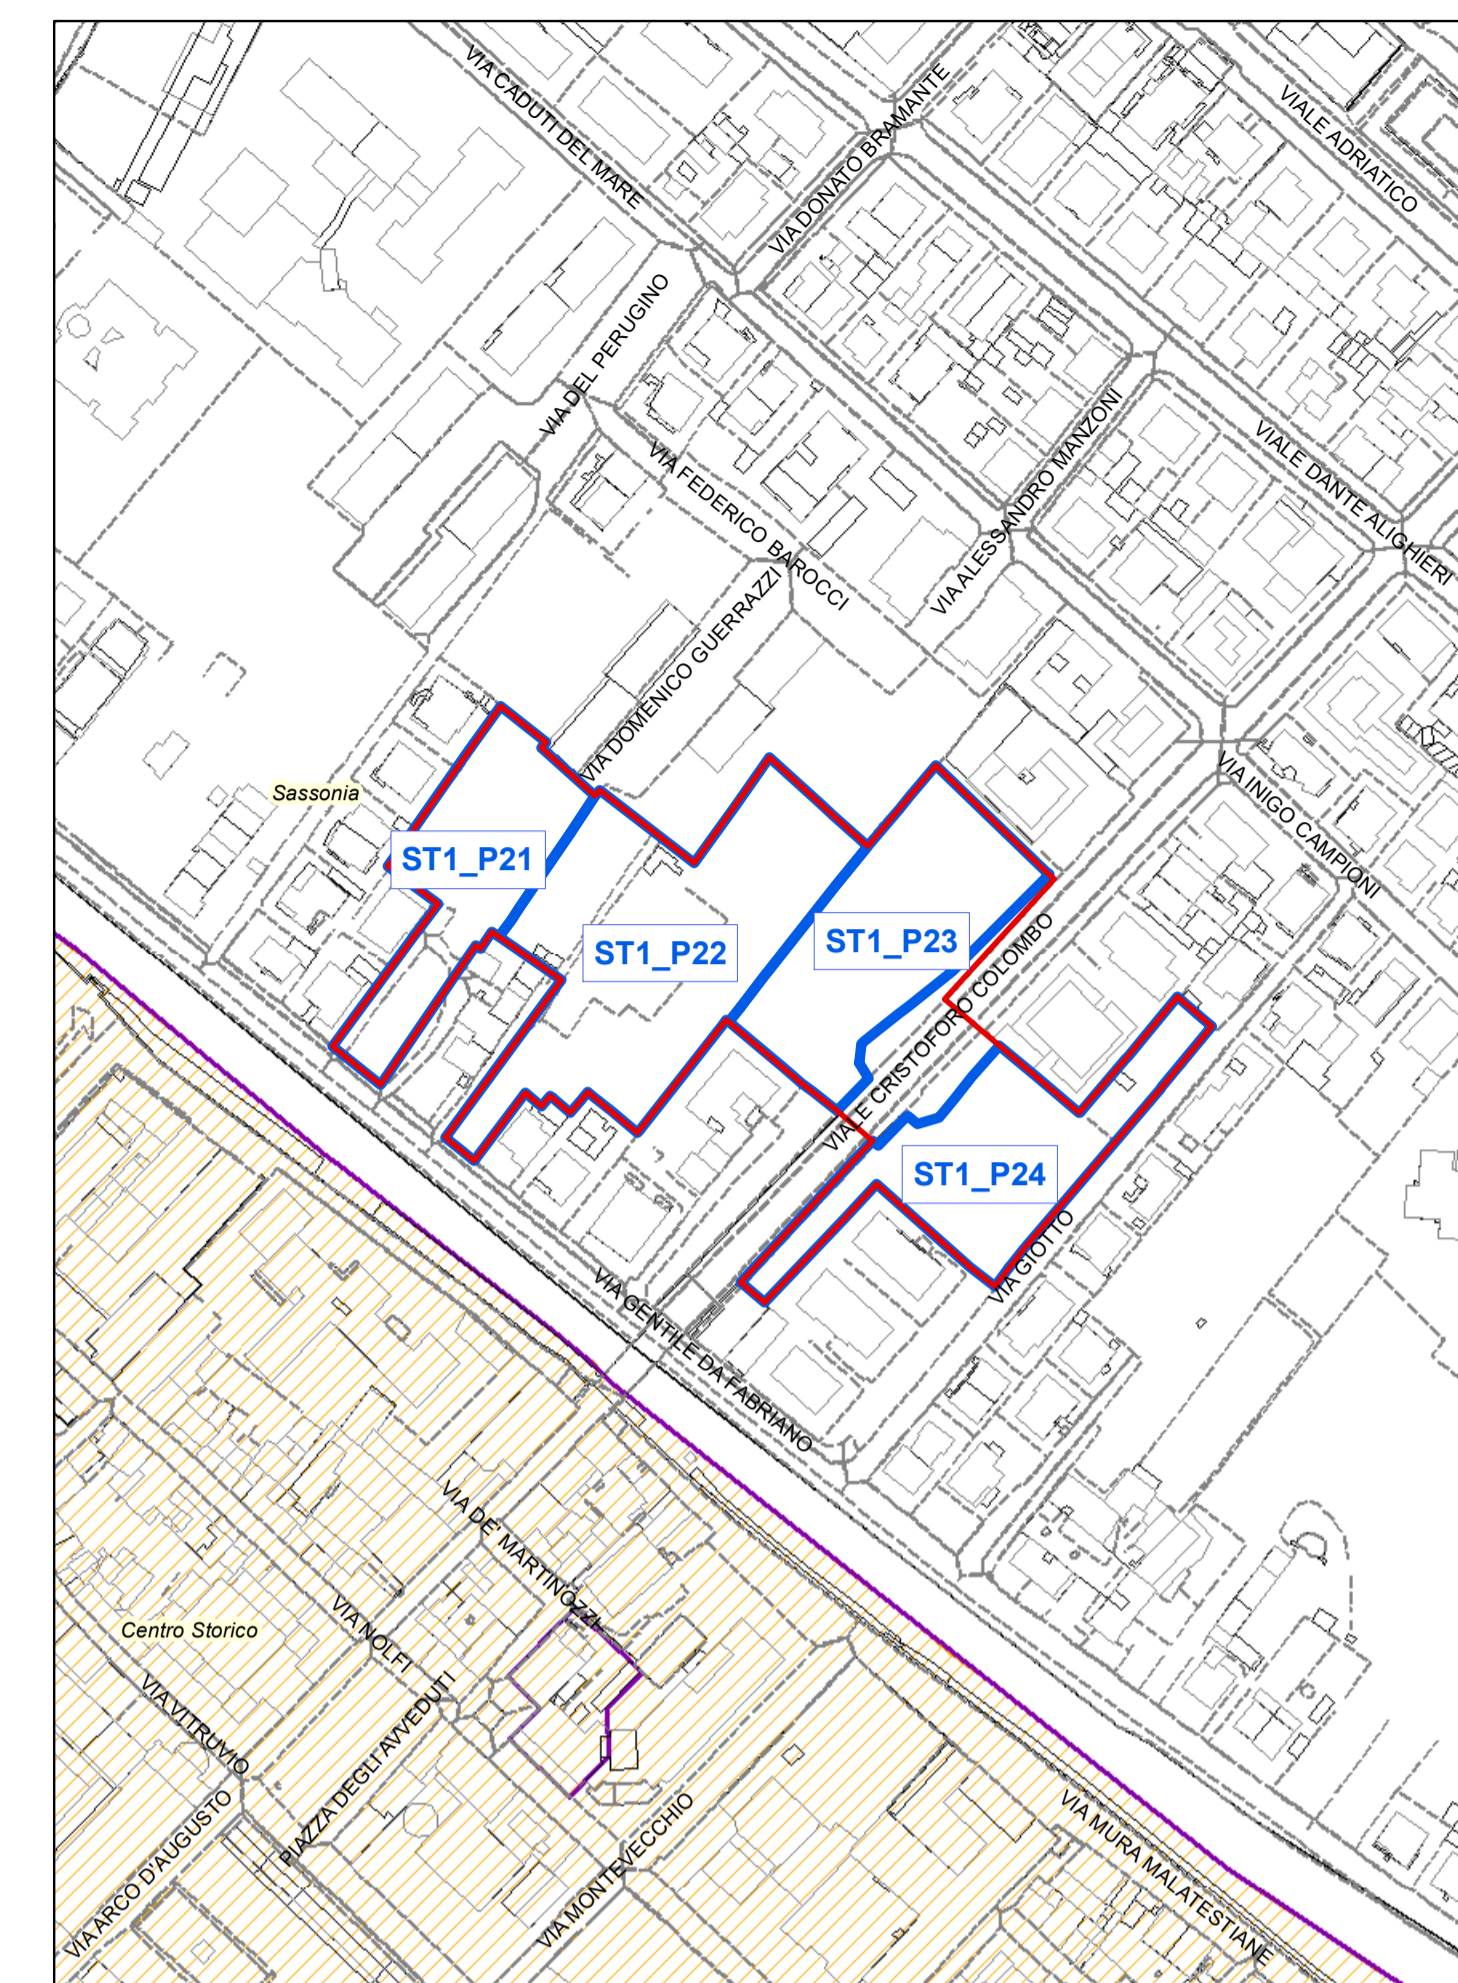 VIA CADUTI DEL MARE
VIA DONATO BRAMANTE
VIALE ADRIATICO
VIA DEL PERUGINO
VIA FEDERICO BAROCCI
VIA ALESSANDRO MANZONI
VIALE DANTE ALIGHIERI
VIA DOMENICO GUERRAZZI
Sassonia
VIA INIGO CAMPIONI
ST1_P21
ST1_P22
ST1_P23
VIALE CRISTOFORO COLOMBO
ST1_P24
VIA GIOTTO
VIA GENTILE DA FABRIANO
VIA DE' MARTINOZZI
Centro Storico
VIA NOLFI
VIA VITRUVIO
PIAZZA DEGLI AVVEDUTI
VIA ARCO D'AUGUSTO
VIA MONTEVECCHIO
VIA MURA MALATESTIANE